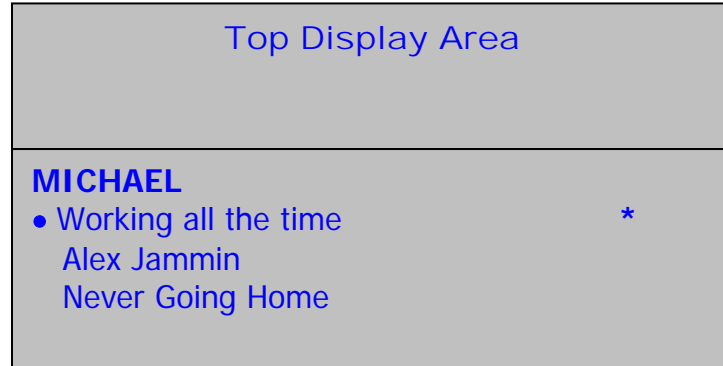 Top Display Area
MICHAEL
• Working all the time *
Alex Jammin
Never Going Home